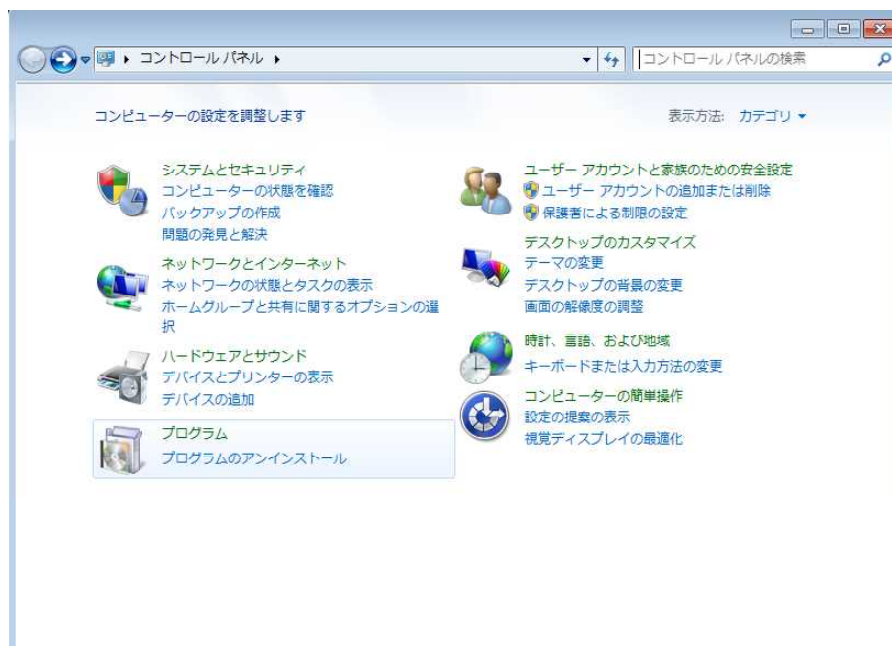 コントロール パネル
コントロール パネルの検索
コンピューターの設定を調整します
表示方法: カテゴリ
システムとセキュリティ
コンピューターの状態を確認
バックアップの作成
問題の発見と解決
ネットワークとインターネット
ネットワークの状態とタスクの表示
ホームグループと共有に関するオプションの選
択
ハードウェアとサウンド
デバイスとプリンターの表示
デバイスの追加
プログラム
プログラムのアンインストール
ユーザー アカウントと家族のための安全設定
ユーザー アカウントの追加または削除
保護者による制限の設定
デスクトップのカスタマイズ
テーマの変更
デスクトップの背景の変更
画面の解像度の調整
時計、言語、および地域
キーボードまたは入力方法の変更
コンピューターの簡単操作
設定の提案の表示
視覚ディスプレイの最適化